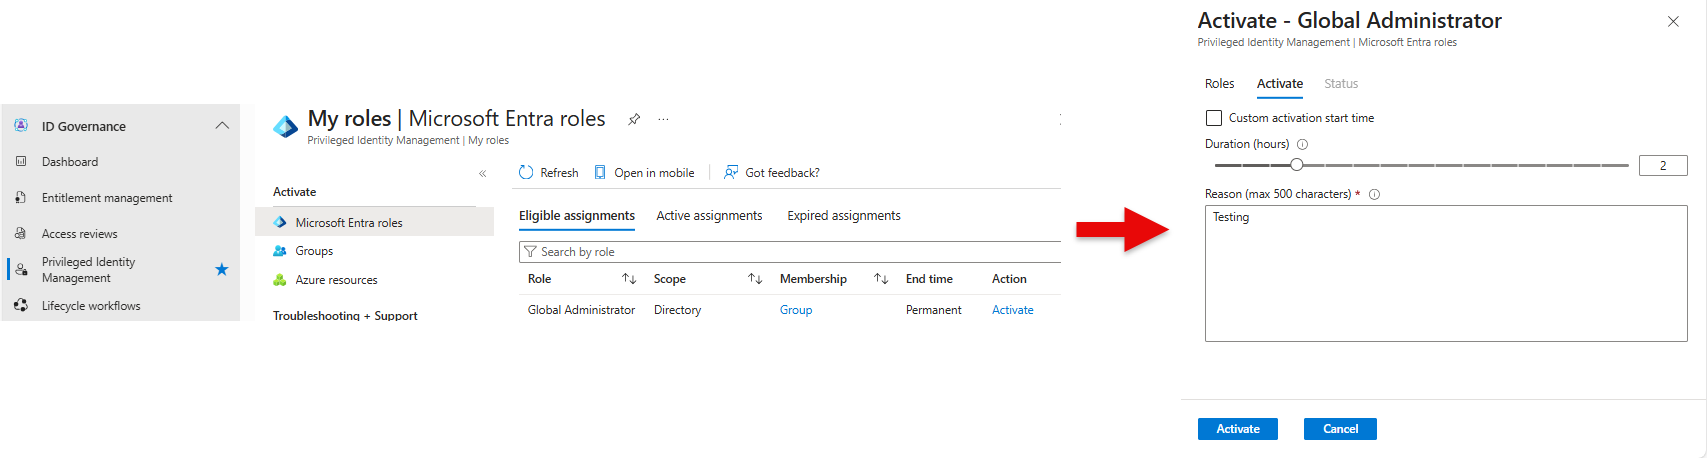 ID Governance
Dashboard
Entitlement management
Access reviews
Privileged Identity
Management
Lifecycle workflows
My roles | Microsoft Entra roles
Privileged Identity Management | My roles
Activate
Microsoft Entra roles
Groups
Azure resources
Troubleshooting + Support
Refresh Open in mobile Got feedback?
Eligible assignments Active assignments Expired assignments
Search by role
Role Scope Membership End time Action
Global Administrator Directory Group Permanent Activate
Activate - Global Administrator
Privileged Identity Management | Microsoft Entra roles
Roles Activate Status
Custom activation start time
Duration (hours)
2
Reason (max 500 characters) *
Testing
Activate Cancel